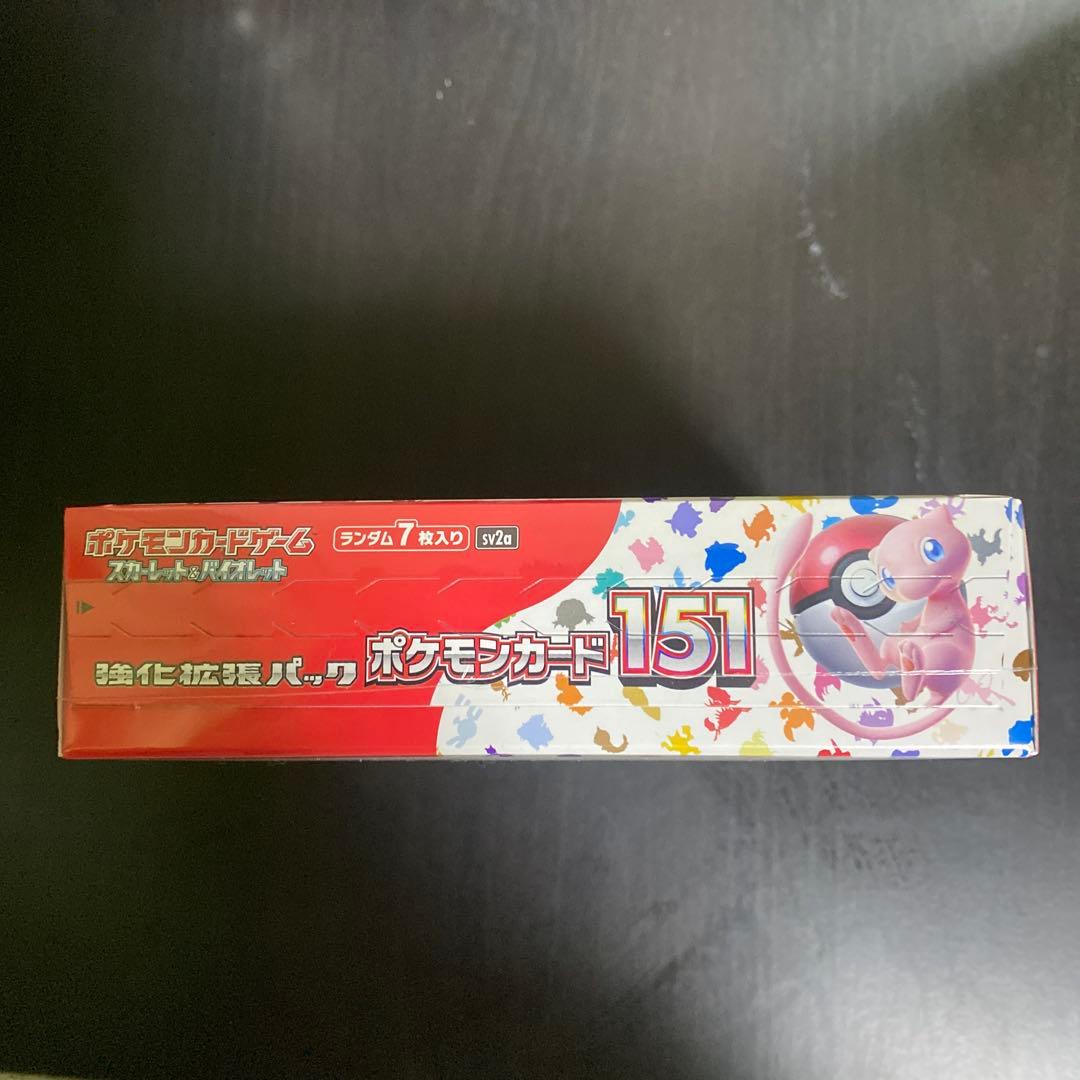 ポケモンカードゲーム
スカーレット&バイオレット
ランダム7枚入り
sv2a
強化拡張パック
ポケモンカード151